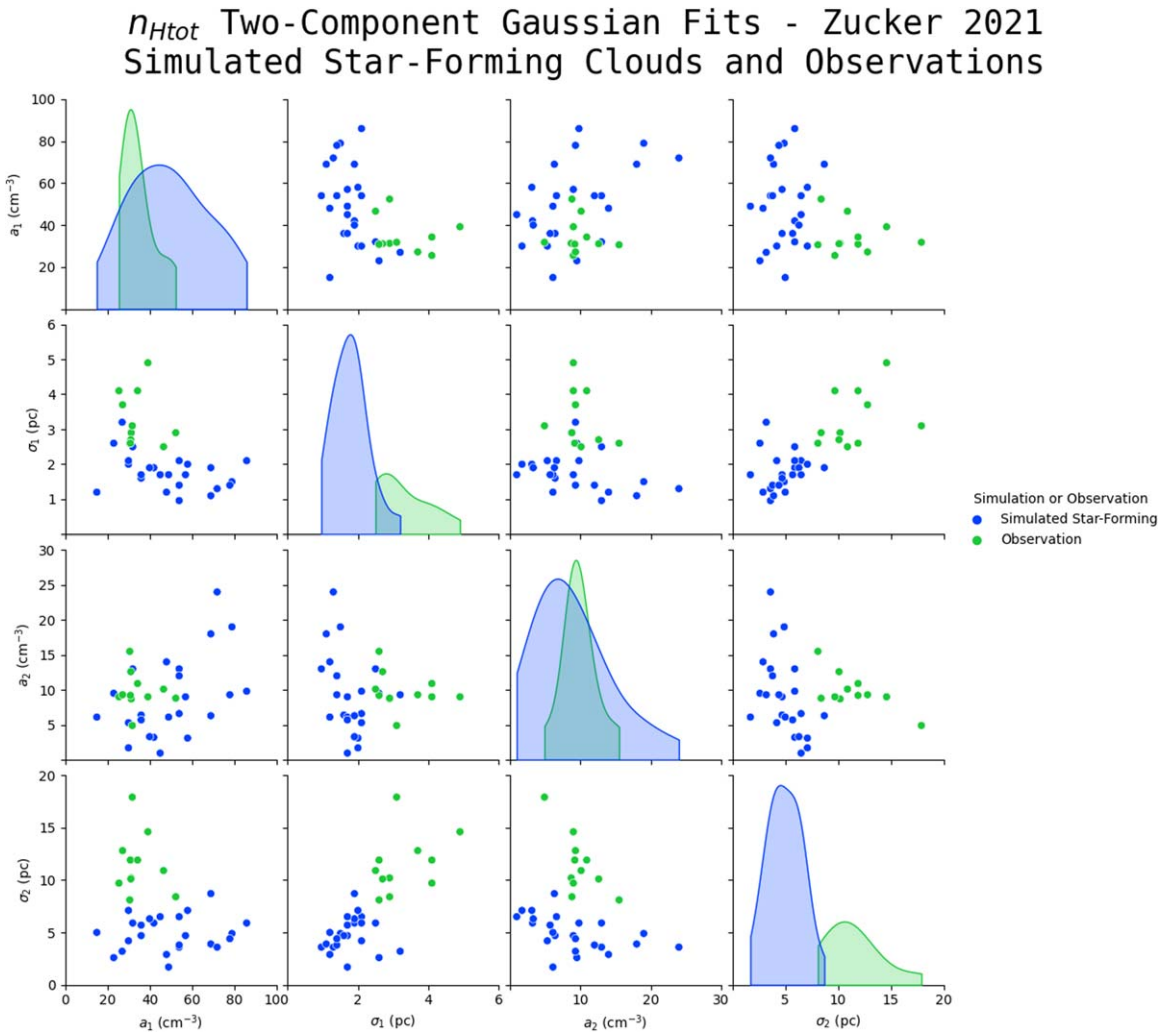 n_Htot Two-Component Gaussian Fits - Zucker 2021
Simulated Star-Forming Clouds and Observations
100
80
60
40
20
a₁ (cm⁻³)
6
5
4
3
2
1
σ₁ (pc)
30
25
20
15
10
5
a₂ (cm⁻³)
20
15
10
5
0
σ₂ (pc)
0 20 40 60 80 100
a₁ (cm⁻³)
2 4 6
σ₁ (pc)
10 20 30
a₂ (cm⁻³)
5 10 15 20
σ₂ (pc)
Simulation or Observation
Simulated Star-Forming
Observation